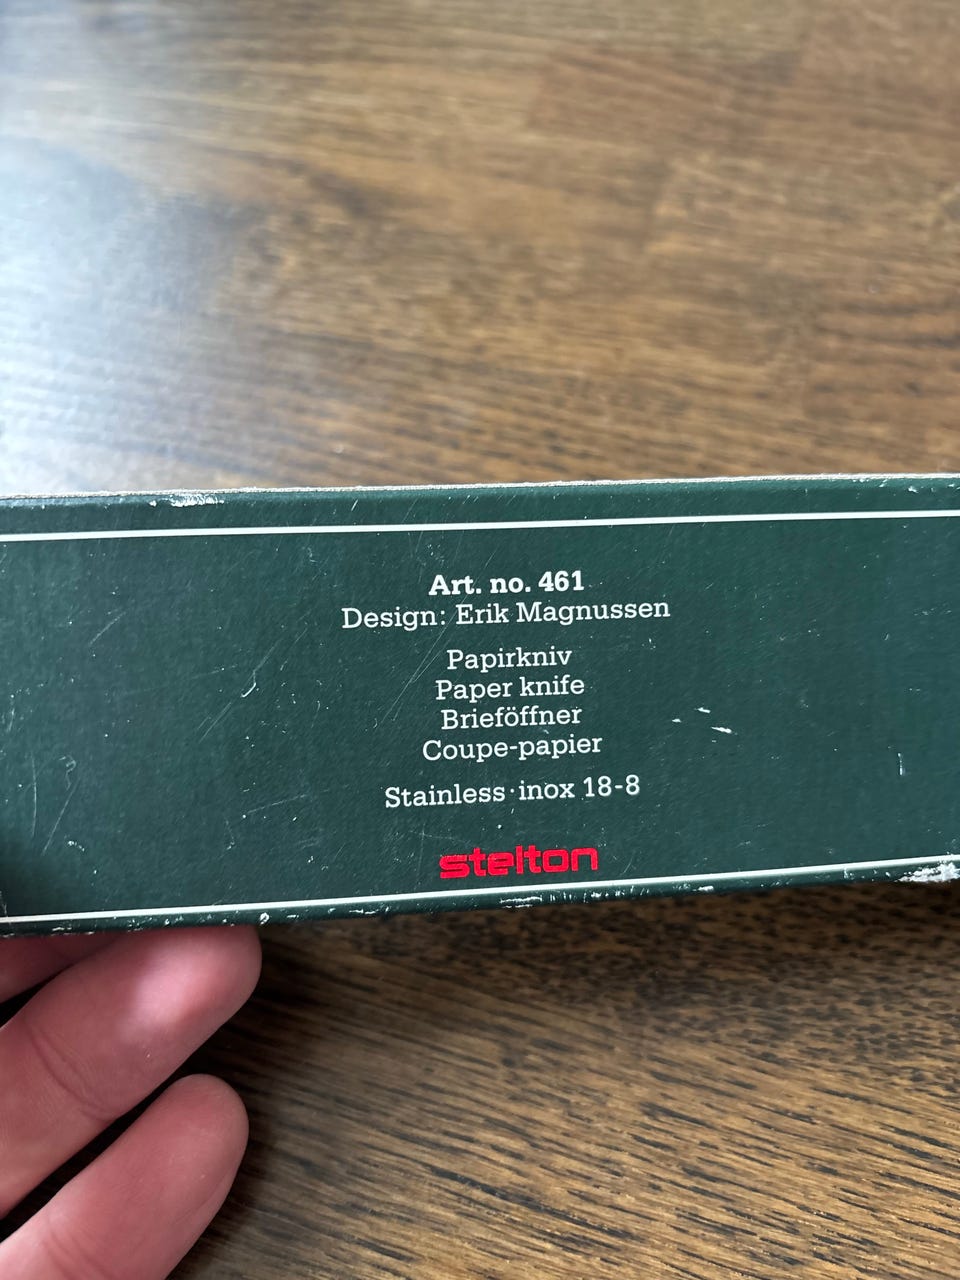 Art. no. 461
Design: Erik Magnussen
Papirkniv
Paper knife
Brieföffner
Coupe-papier
Stainless·inox 18-8
stelton